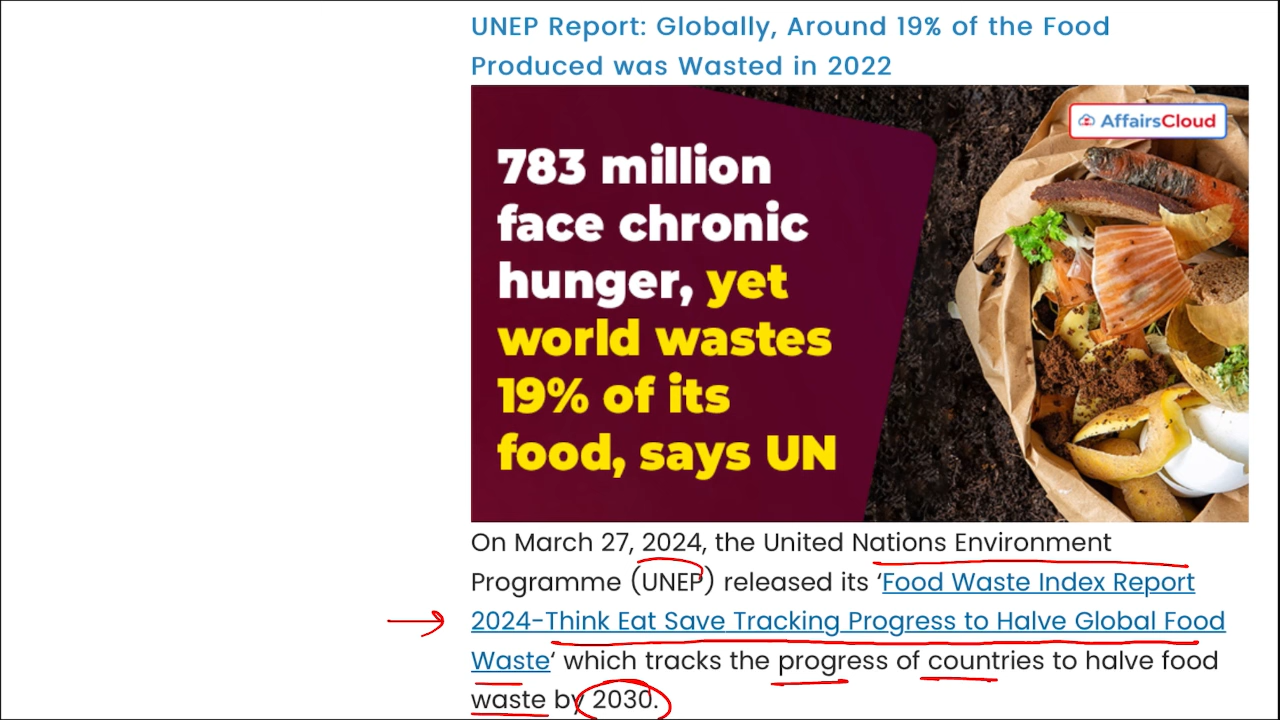 UNEP Report: Globally, Around 19% of the Food
Produced was Wasted in 2022
AffairsCloud
783 million
face chronic
hunger, yet
world wastes
19% of its
food, says UN
On March 27, 2024, the United Nations Environment
Programme (UNEP) released its ‘Food Waste Index Report
2024-Think Eat Save Tracking Progress to Halve Global Food
Waste‘ which tracks the progress of countries to halve food
waste by 2030.